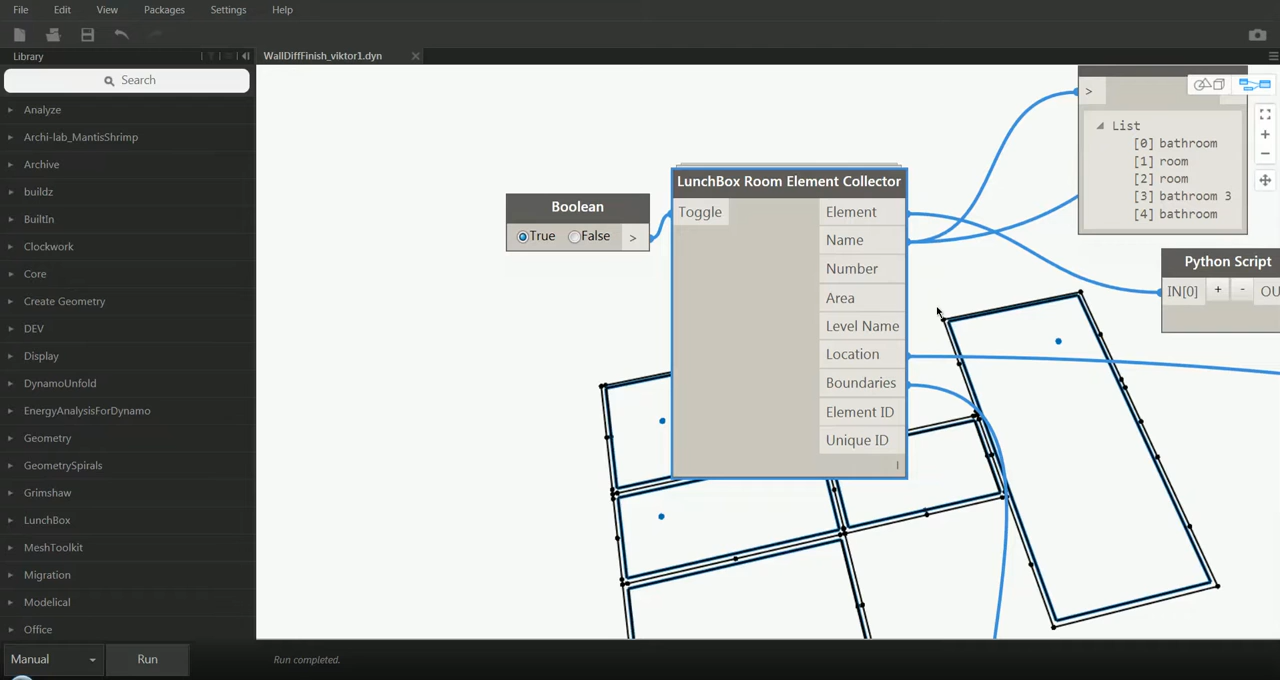 File Edit View Packages Settings Help
Library
WallDiffFinish_viktor1.dyn
Search
Analyze
Archi-lab_MantisShrimp
Archive
buildz
BuiltIn
Clockwork
Core
Create Geometry
DEV
Display
DynamoUnfold
EnergyAnalysisForDynamo
Geometry
GeometrySpirals
Grimshaw
LunchBox
MeshToolkit
Migration
Modelical
Office
Boolean
True False >
LunchBox Room Element Collector
Toggle
Element
Name
Number
Area
Level Name
Location
Boundaries
Element ID
Unique ID
l
>
List
[0] bathroom
[1] room
[2] room
[3] bathroom 3
[4] bathroom
Python Script
IN[0] + - OU
Manual Run Run completed.